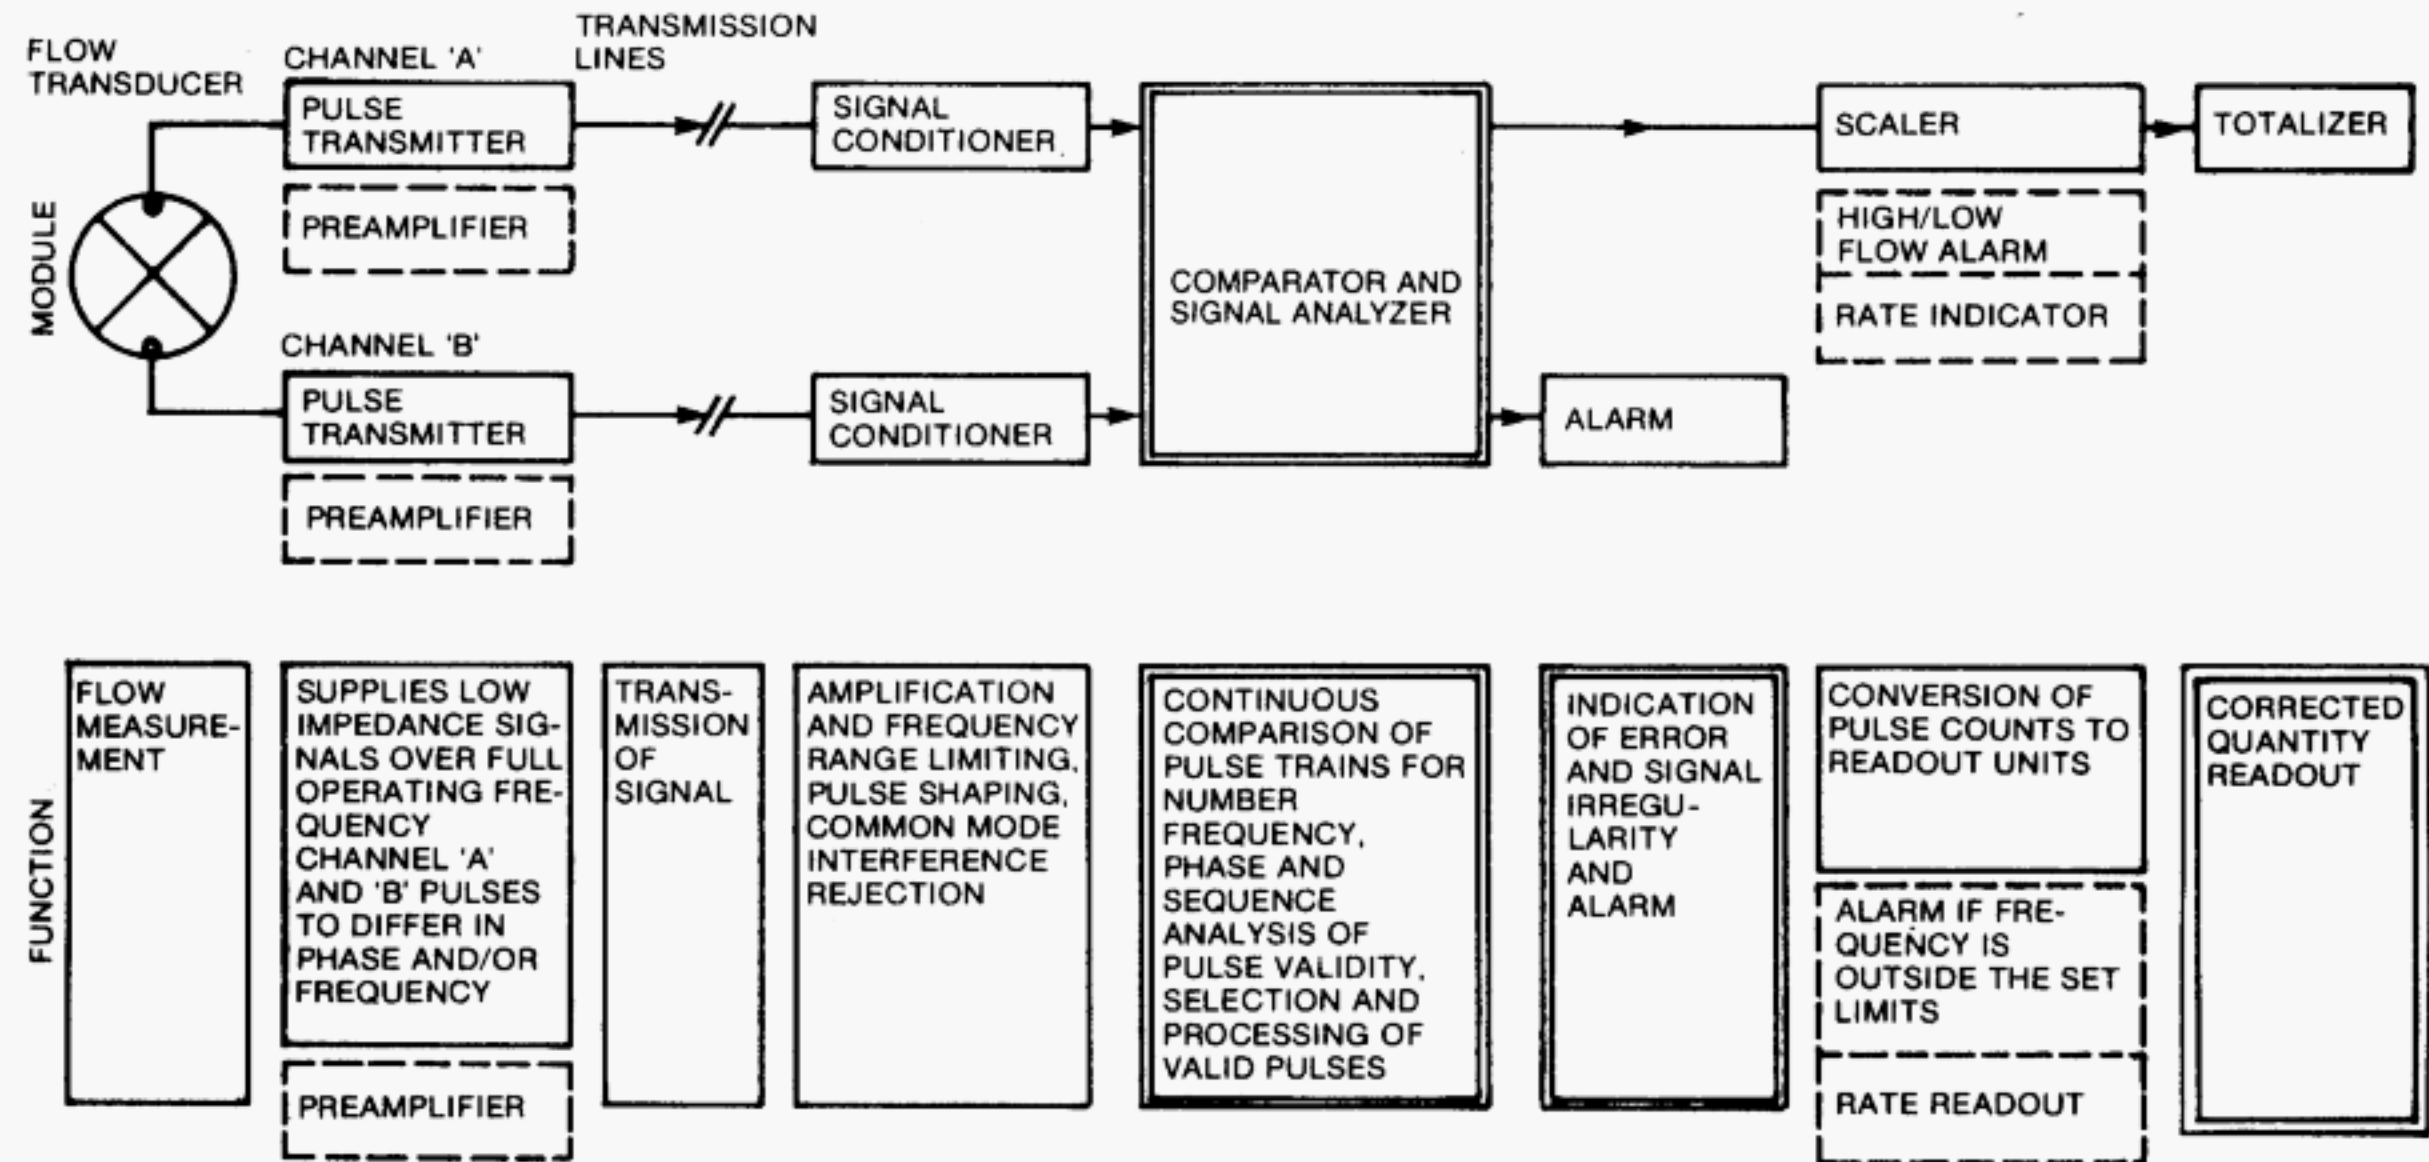 FLOW
TRANSDUCER
CHANNEL 'A'
TRANSMISSION
LINES
PULSE
TRANSMITTER
PREAMPLIFIER
SIGNAL
CONDITIONER
COMPARATOR AND
SIGNAL ANALYZER
SCALER
TOTALIZER
HIGH/LOW
FLOW ALARM
RATE INDICATOR
MODULE
CHANNEL 'B'
PULSE
TRANSMITTER
PREAMPLIFIER
SIGNAL
CONDITIONER
ALARM
FUNCTION
FLOW
MEASURE-
MENT
SUPPLIES LOW
IMPEDANCE SIG-
NALS OVER FULL
OPERATING FRE-
QUENCY
CHANNEL 'A'
AND 'B' PULSES
TO DIFFER IN
PHASE AND/OR
FREQUENCY
PREAMPLIFIER
TRANS-
MISSION
OF
SIGNAL
AMPLIFICATION
AND FREQUENCY
RANGE LIMITING,
PULSE SHAPING,
COMMON MODE
INTERFERENCE
REJECTION
CONTINUOUS
COMPARISON OF
PULSE TRAINS FOR
NUMBER
FREQUENCY,
PHASE AND
SEQUENCE
ANALYSIS OF
PULSE VALIDITY,
SELECTION AND
PROCESSING OF
VALID PULSES
INDICATION
OF ERROR
AND SIGNAL
IRREGU-
LARITY
AND
ALARM
CONVERSION OF
PULSE COUNTS TO
READOUT UNITS
ALARM IF FRE-
QUENCY IS
OUTSIDE THE SET
LIMITS
RATE READOUT
CORRECTED
QUANTITY
READOUT